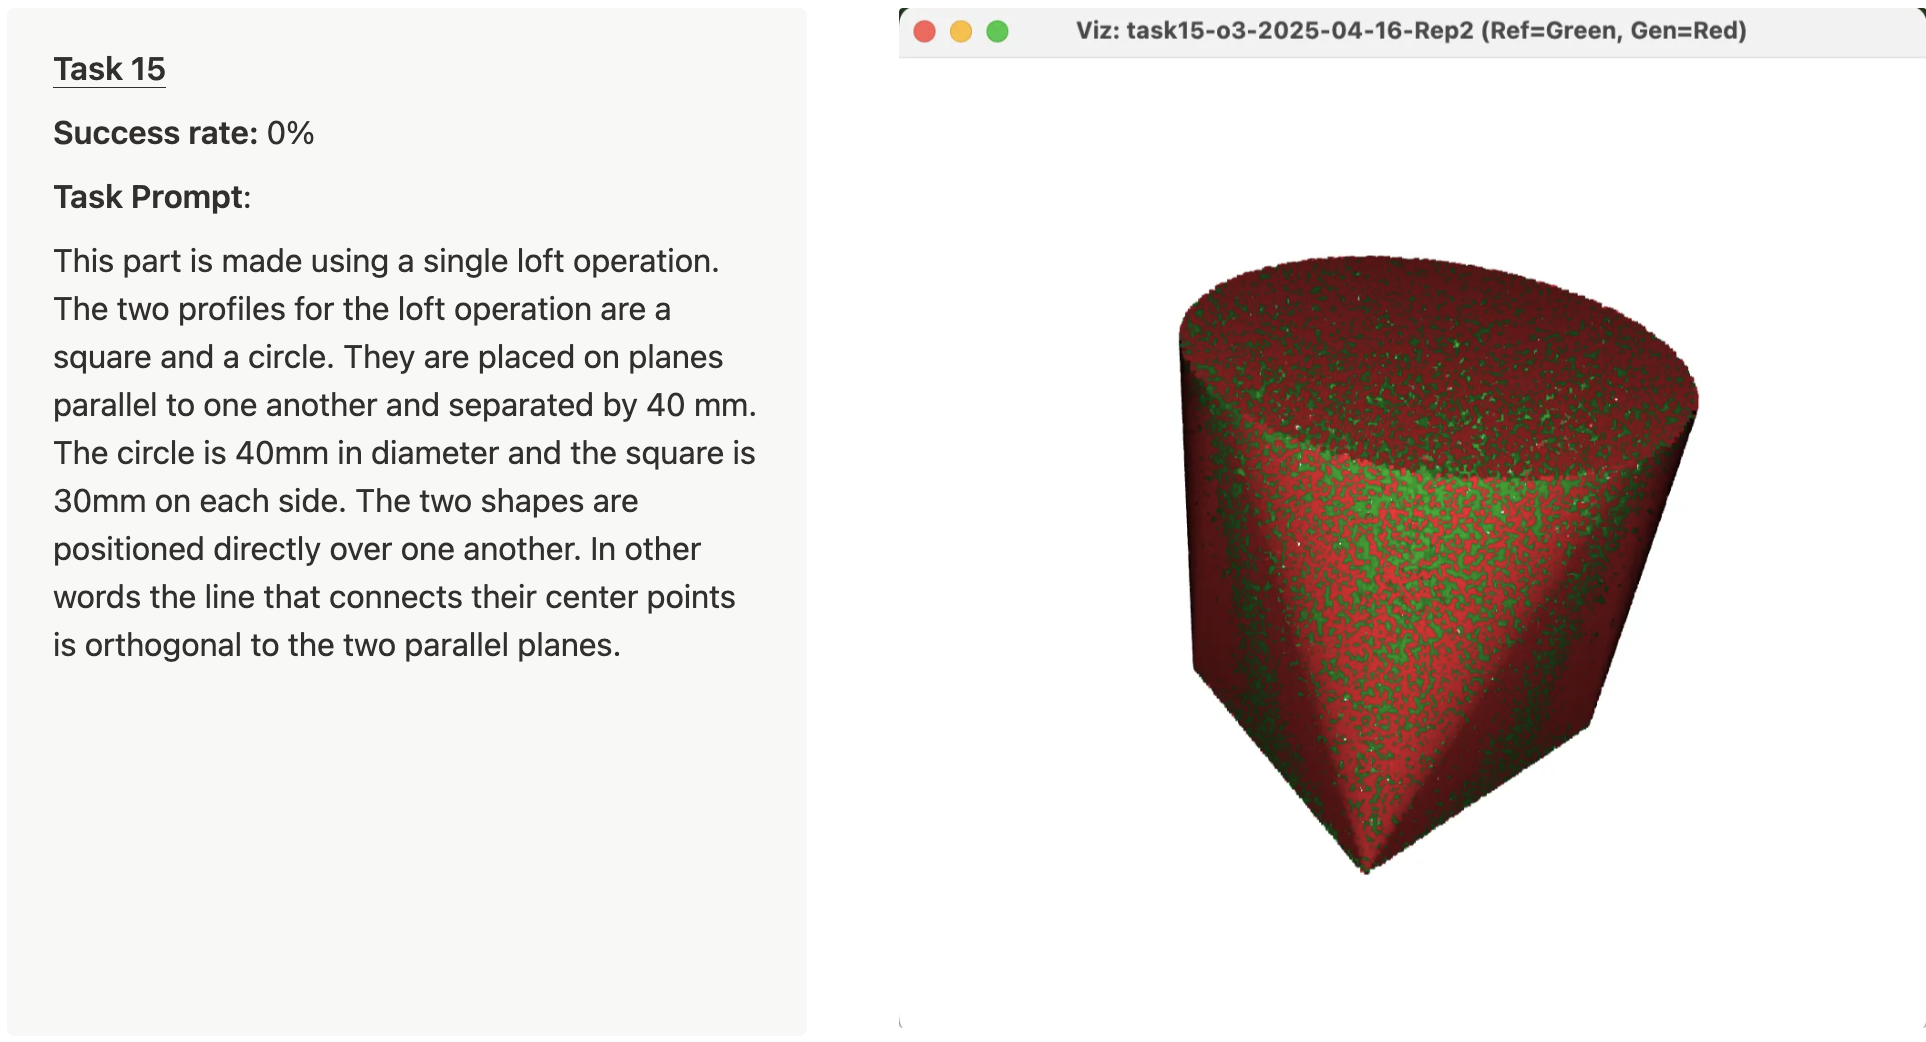 Task 15
Success rate: 0%
Task Prompt:
This part is made using a single loft operation.
The two profiles for the loft operation are a
square and a circle. They are placed on planes
parallel to one another and separated by 40 mm.
The circle is 40mm in diameter and the square is
30mm on each side. The two shapes are
positioned directly over one another. In other
words the line that connects their center points
is orthogonal to the two parallel planes.
Viz: task15-o3-2025-04-16-Rep2 (Ref=Green, Gen=Red)